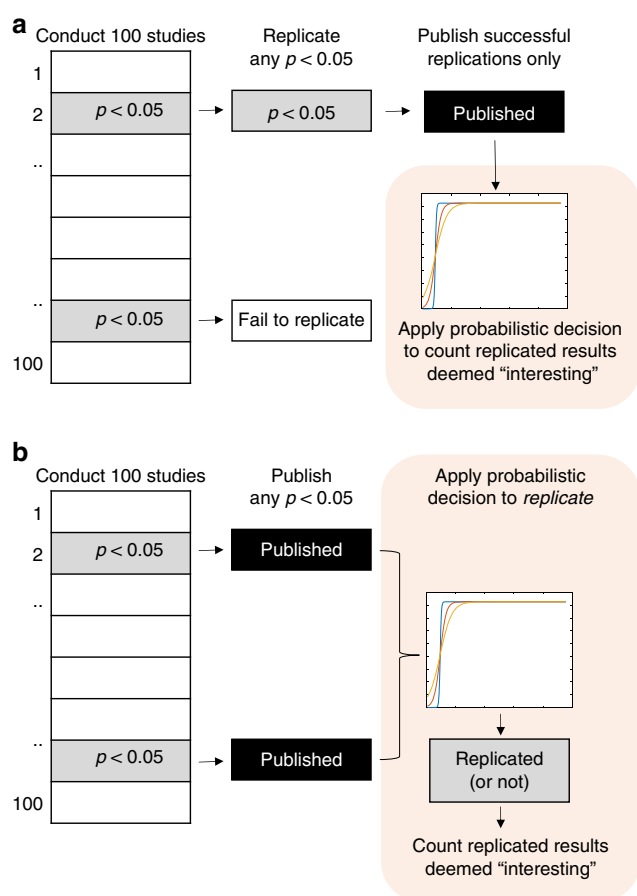 a
Conduct 100 studies
Replicate
any p < 0.05
Publish successful
replications only
1
2
p < 0.05
p < 0.05
Published
..
..
p < 0.05
Fail to replicate
100
Apply probabilistic decision
to count replicated results
deemed “interesting”
b
Conduct 100 studies
Publish
any p < 0.05
Apply probabilistic
decision to replicate
1
2
p < 0.05
Published
..
..
p < 0.05
Published
100
Replicated
(or not)
Count replicated results
deemed “interesting”